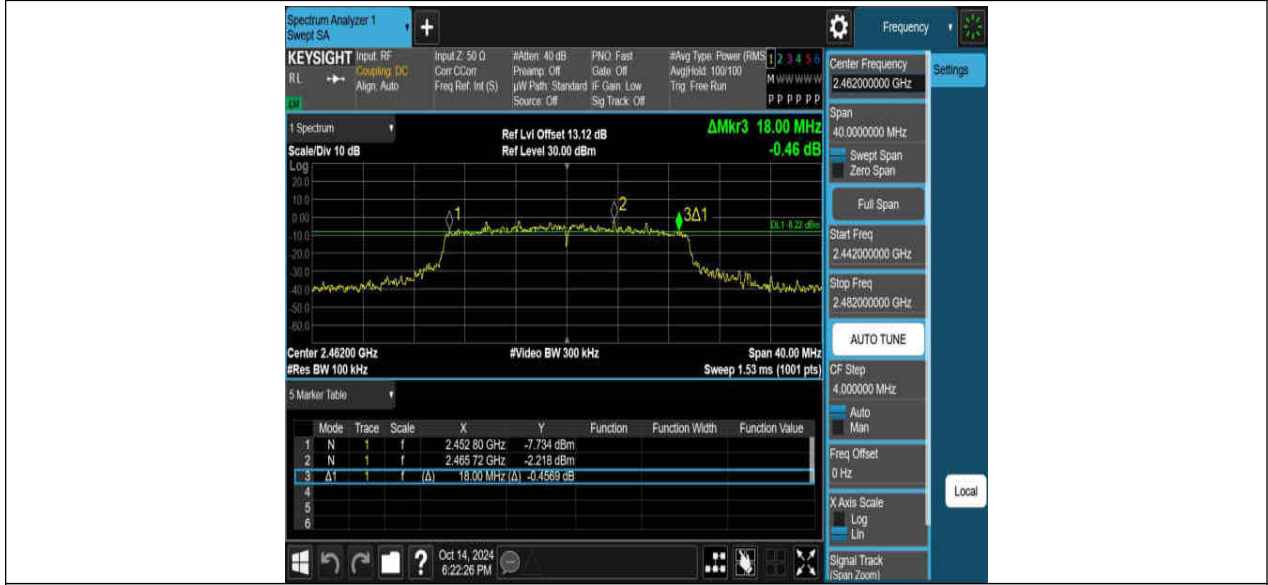 Spectrum Analyzer 1
Swept SA
+
Frequency
KEYSIGHT
RL
LW
Input: RF
Coupling: DC
Align: Auto
Input Z: 50 Ω
Corr CCorr
Freq Ref: Int (S)
#Atten: 40 dB
Preamp: Off
µW Path: Standard
Source: Off
PNO: Fast
Gate: Off
IF Gain: Low
Sig Track: Off
#Avg Type: Power (RMS
Avg|Hold: 100/100
Trig: Free Run
1 2 3 4 5 6
M W W W W W
P P P P P P
1 Spectrum
Scale/Div 10 dB
Ref Lvl Offset 13.12 dB
Ref Level 30.00 dBm
ΔMkr3 18.00 MHz
-0.46 dB
Log
20.0
10.0
0.00
-10.0
-20.0
-30.0
-40.0
-50.0
-60.0
1
2
3Δ1
DL1 -8.22 dBm
Center 2.46200 GHz
#Res BW 100 kHz
#Video BW 300 kHz
Span 40.00 MHz
Sweep 1.53 ms (1001 pts)
5 Marker Table
Mode Trace Scale X Y Function Function Width Function Value
1 N 1 f 2.452 80 GHz -7.734 dBm
2 N 1 f 2.465 72 GHz -2.218 dBm
3 Δ1 1 f (Δ) 18.00 MHz (Δ) -0.4569 dB
4
5
6
?
Oct 14, 2024
6:22:26 PM
Center Frequency
2.462000000 GHz
Span
40.0000000 MHz
Swept Span
Zero Span
Full Span
Start Freq
2.442000000 GHz
Stop Freq
2.482000000 GHz
AUTO TUNE
CF Step
4.000000 MHz
Auto
Man
Freq Offset
0 Hz
X Axis Scale
Log
Lin
Signal Track
(Span Zoom)
Settings
Local